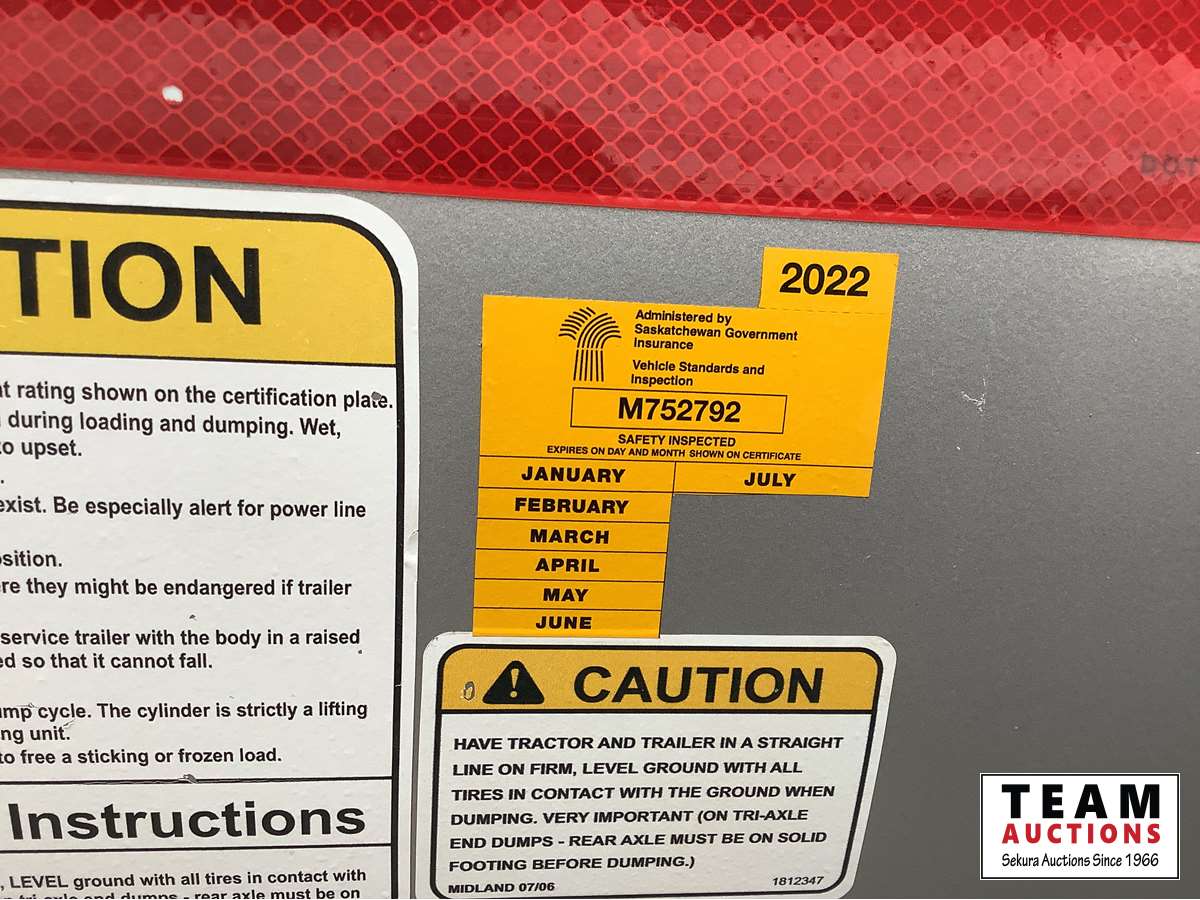 TION
rating shown on the certification plate.
during loading and dumping. Wet,
to upset.
exist. Be especially alert for power line
they might be endangered if trailer
service trailer with the body in a raised
so that it cannot fall.
cycle. The cylinder is strictly a lifting
unit.
to free a sticking or frozen load.
Instructions
, LEVEL ground with all tires in contact with
dumps - rear axle must be on
DOT
2022
Administered by
Saskatchewan Government
Insurance
Vehicle Standards and
Inspection
M752792
SAFETY INSPECTED
EXPIRES ON DAY AND MONTH SHOWN ON CERTIFICATE
JANUARY
JULY
FEBRUARY
MARCH
APRIL
MAY
JUNE
CAUTION
HAVE TRACTOR AND TRAILER IN A STRAIGHT
LINE ON FIRM, LEVEL GROUND WITH ALL
TIRES IN CONTACT WITH THE GROUND WHEN
DUMPING. VERY IMPORTANT (ON TRI-AXLE
END DUMPS - REAR AXLE MUST BE ON SOLID
FOOTING BEFORE DUMPING.)
MIDLAND 07/06
1812347
TEAM
AUCTIONS
Sekura Auctions Since 1966